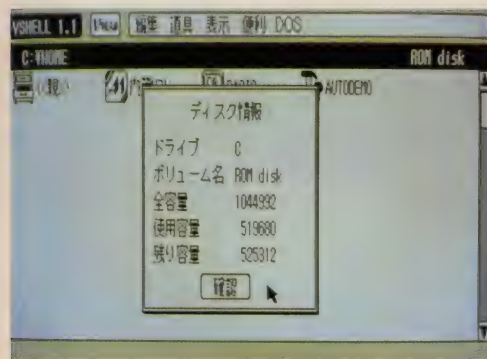 VSHELL 1.1 編集 道具 表示 便利 DOS
C:¥HOME ROM disk
AUTODEMO
ディスク情報
ドライブ C
ボリューム名 ROM disk
全容量 1044992
使用容量 519680
残り容量 525312
確認